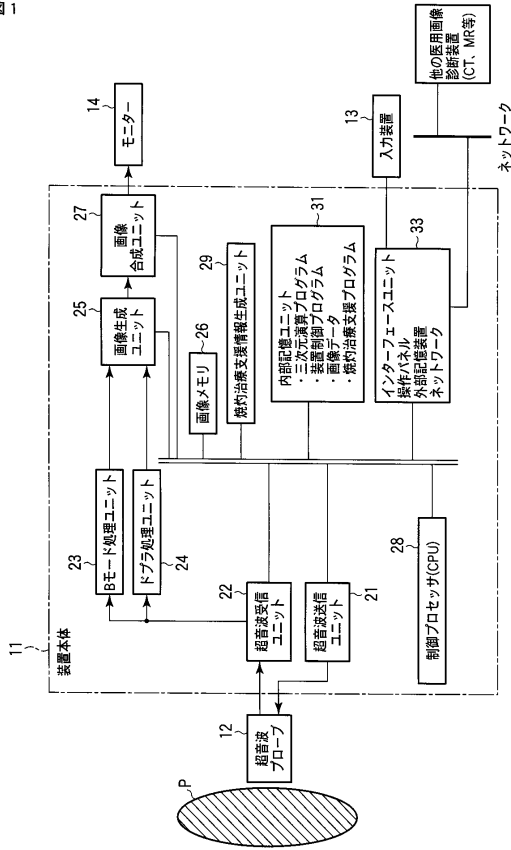 図1
11
装置本体
P
12
超音波
プローブ
22
超音波受信
ユニット
21
超音波送信
ユニット
23
Bモード処理ユニット
24
ドプラ処理ユニット
28
制御プロセッサ(CPU)
25
画像生成
ユニット
27
画像
合成ユニット
26
画像メモリ
29
焼灼治療支援情報生成ユニット
31
内部記憶ユニット
・三次元演算プログラム
・装置制御プログラム
・画像データ
・焼灼治療支援プログラム
33
インターフェースユニット
操作パネル
外部記憶装置
ネットワーク
14
モニター
13
入力装置
他の医用画像
診断装置
(CT、MR等)
ネットワーク